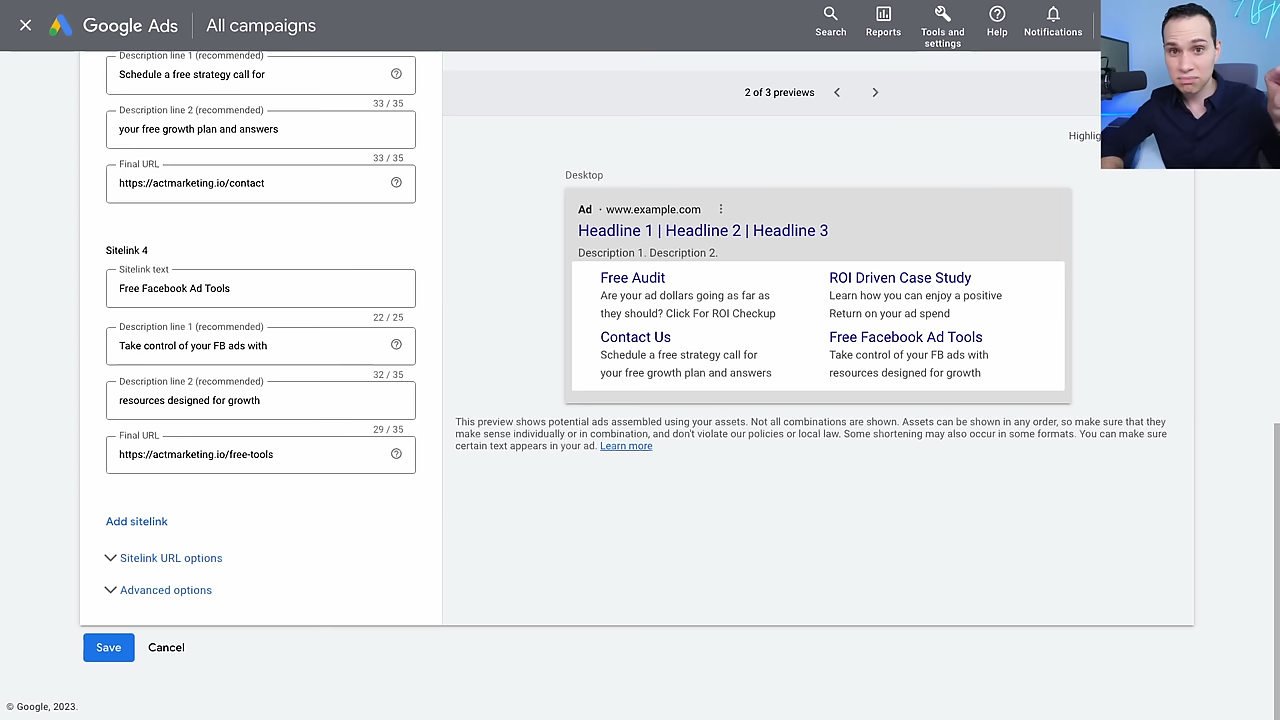 Google Ads
All campaigns
Search
Reports
Tools and
settings
Help
Notifications
Description line 1 (recommended)
Schedule a free strategy call for
33 / 35
Description line 2 (recommended)
your free growth plan and answers
33 / 35
Final URL
https://actmarketing.io/contact
Sitelink 4
Sitelink text
Free Facebook Ad Tools
22 / 25
Description line 1 (recommended)
Take control of your FB ads with
32 / 35
Description line 2 (recommended)
resources designed for growth
29 / 35
Final URL
https://actmarketing.io/free-tools
Add sitelink
Sitelink URL options
Advanced options
Save
Cancel
2 of 3 previews
Highlig
Desktop
Ad · www.example.com
Headline 1 | Headline 2 | Headline 3
Description 1. Description 2.
Free Audit
Are your ad dollars going as far as
they should? Click For ROI Checkup
ROI Driven Case Study
Learn how you can enjoy a positive
Return on your ad spend
Contact Us
Schedule a free strategy call for
your free growth plan and answers
Free Facebook Ad Tools
Take control of your FB ads with
resources designed for growth
This preview shows potential ads assembled using your assets. Not all combinations are shown. Assets can be shown in any order, so make sure that they
make sense individually or in combination, and don't violate our policies or local law. Some shortening may also occur in some formats. You can make sure
certain text appears in your ad. Learn more
© Google, 2023.